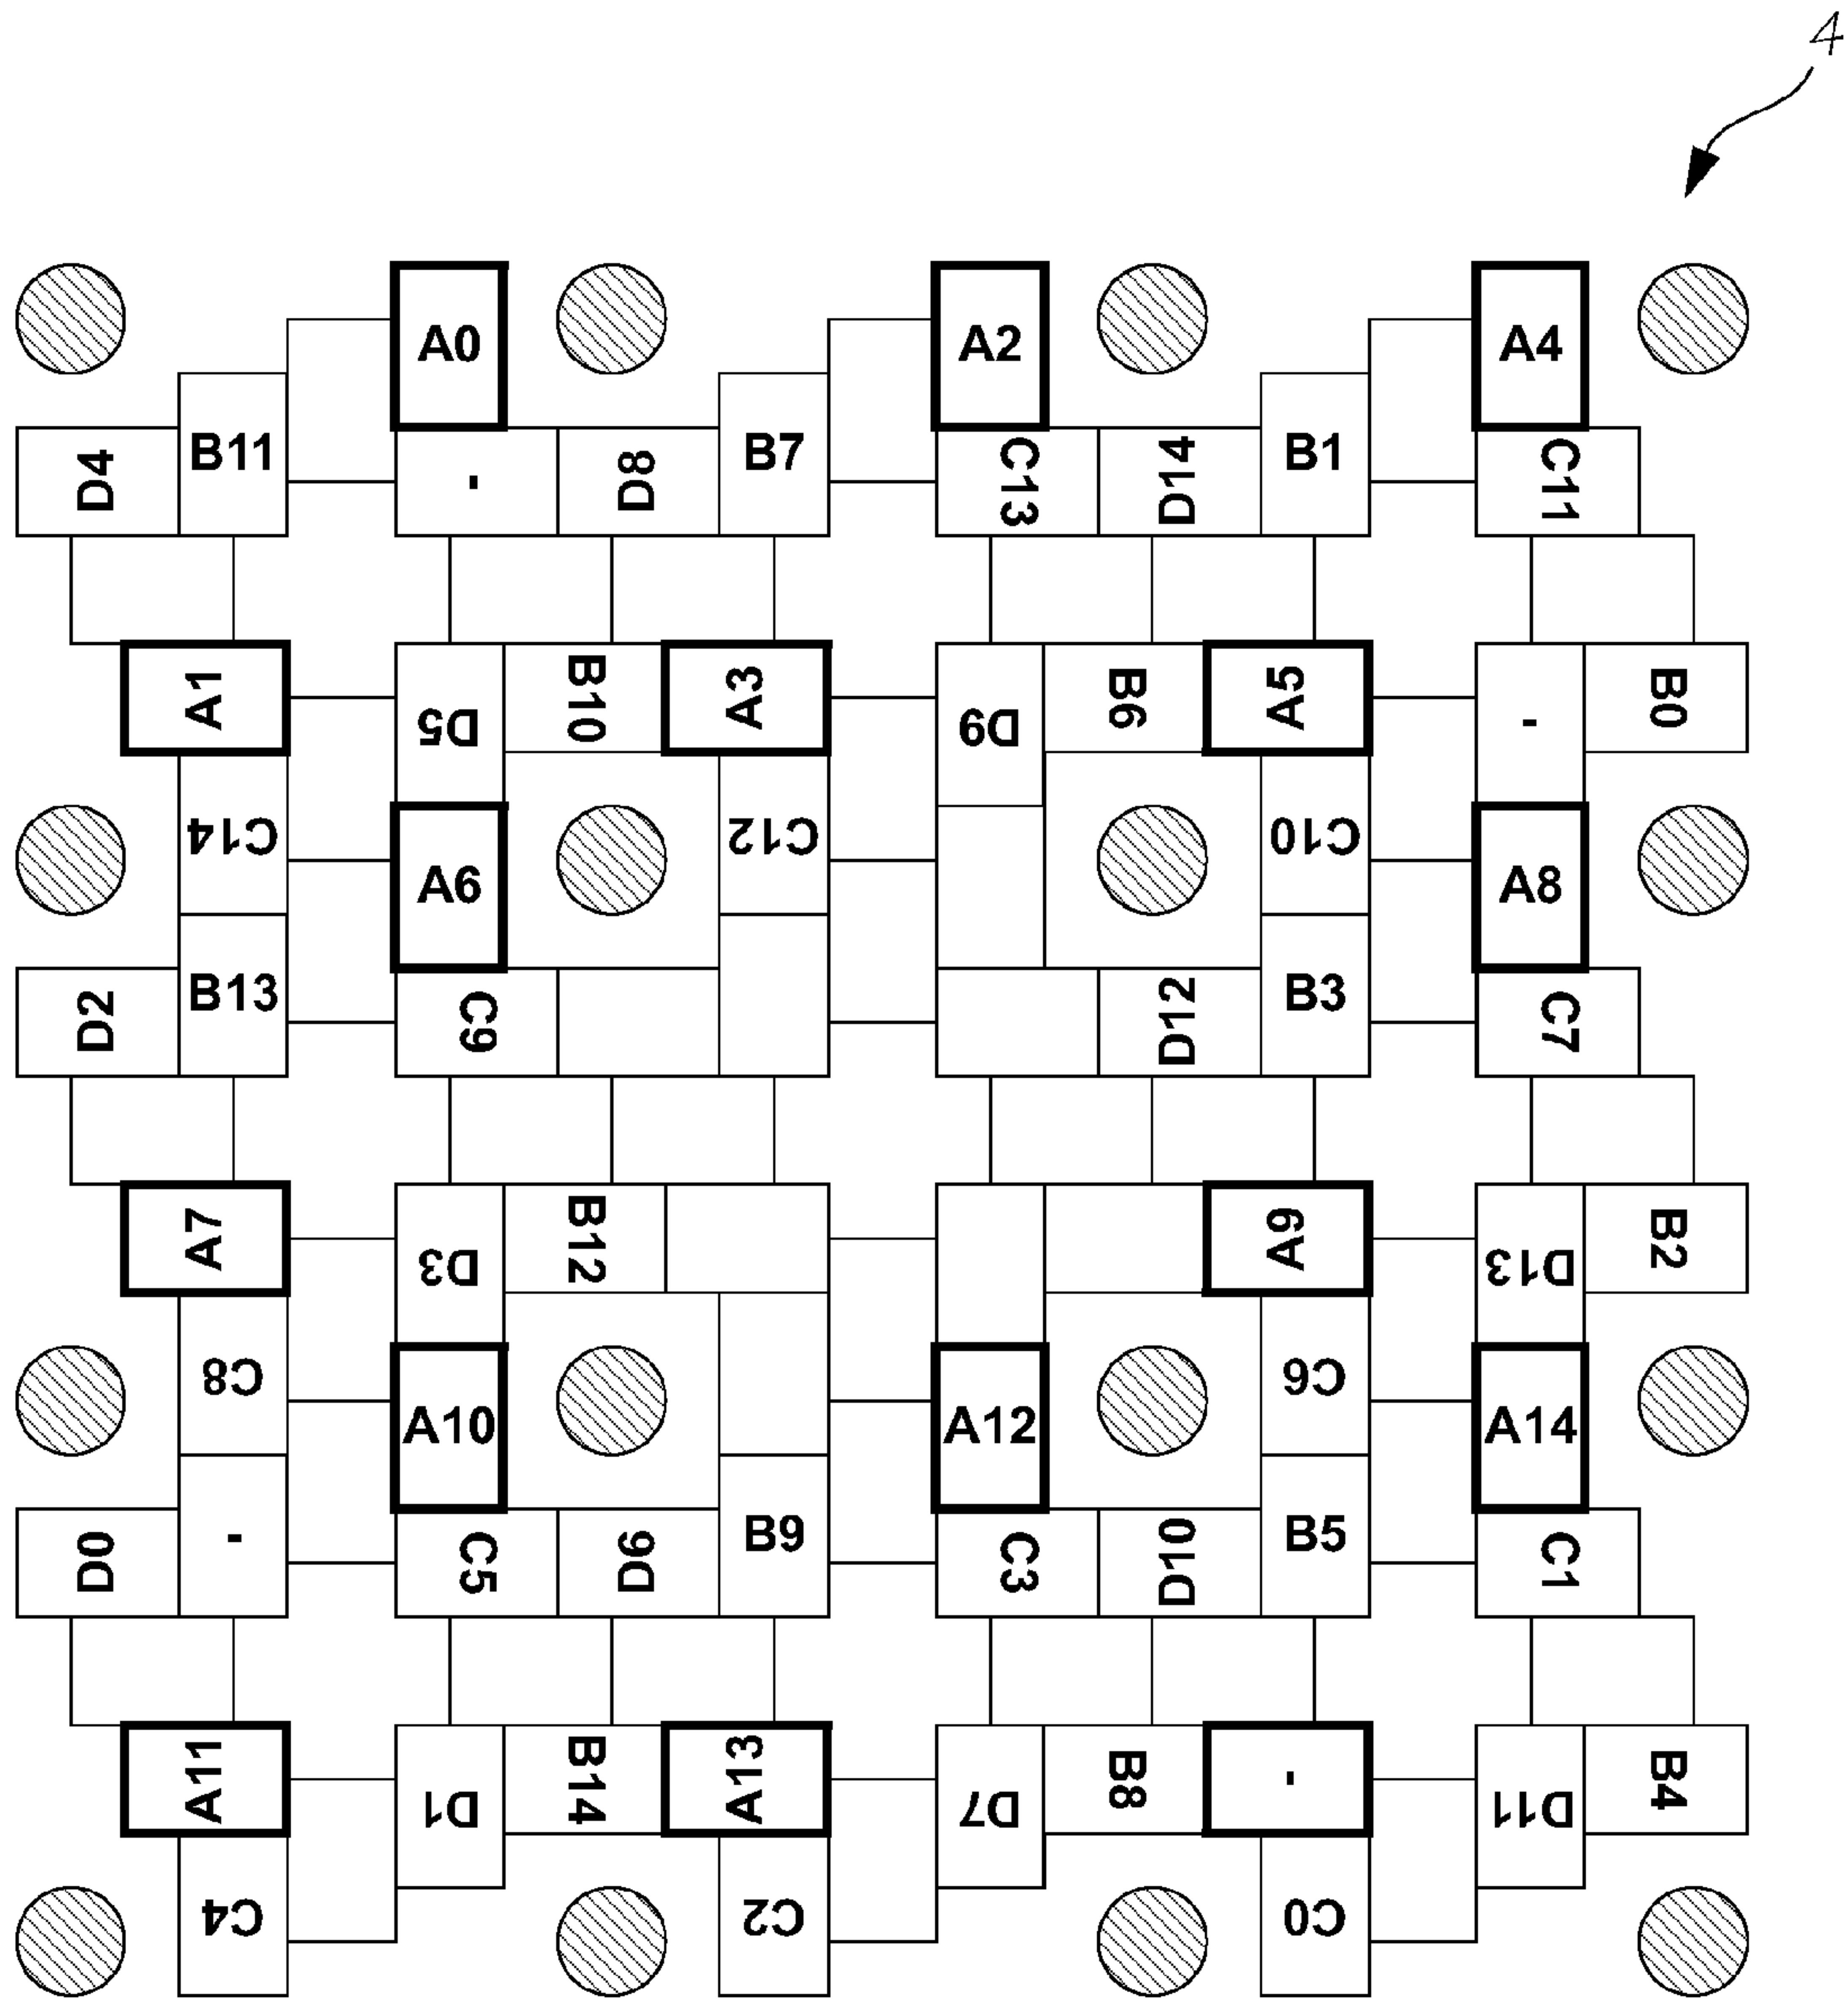 4
A0 A2 A4
D4 B11 - D8 B7 C13 D14 B1 C11
A1 D5 B10 A3 D9 B6 A5 - B0
C14 A6 C12 C10 A8
D2 B13 C9 D12 B3 C7
A7 D3 B12 A9 D13 B2
C8 A10 A12 C6 A14
D0 - C5 D6 B9 C3 D10 B5 C1
A11 D1 B14 A13 D7 B8 - D11 B4
C4 C2 C0